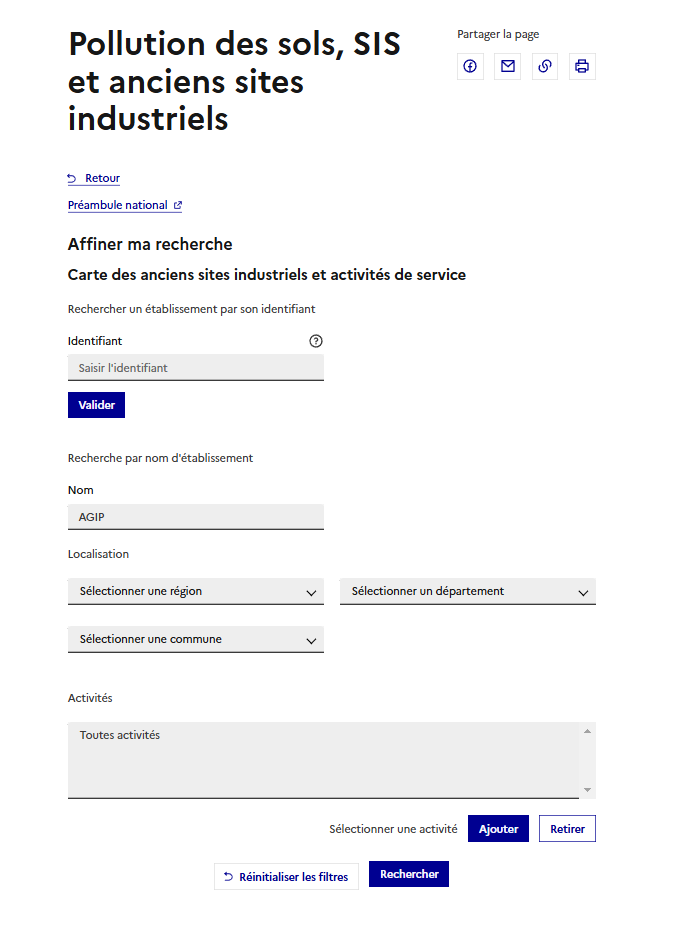 Pollution des sols, SIS
et anciens sites
industriels
Partager la page
Retour
Préambule national
Affiner ma recherche
Carte des anciens sites industriels et activités de service
Rechercher un établissement par son identifiant
Identifiant
Saisir l'identifiant
Valider
Recherche par nom d'établissement
Nom
AGIP
Localisation
Sélectionner une région
Sélectionner un département
Sélectionner une commune
Activités
Toutes activités
Sélectionner une activité
Ajouter
Retirer
Réinitialiser les filtres
Rechercher